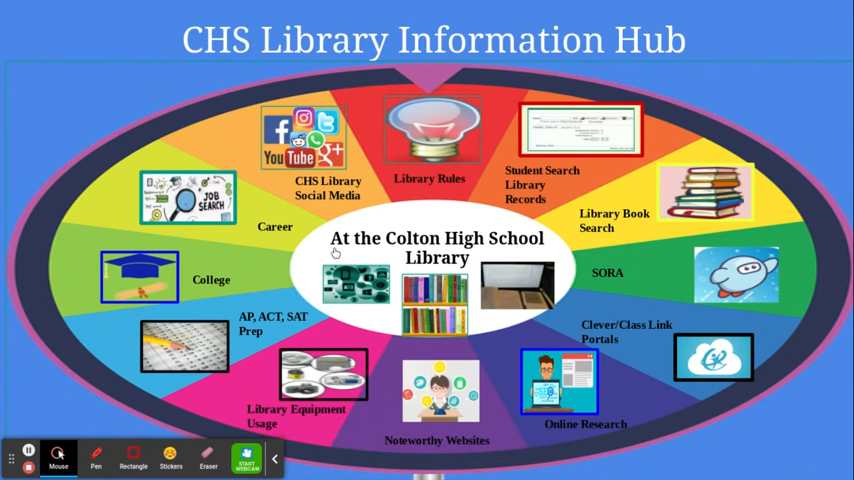 CHS Library Information Hub
CHS Library
Social Media
Library Rules
Student Search
Library
Records
Library Book
Search
Career
JOB
SEARCH
You Tube
g+
At the Colton High School
Library
SORA
College
AP, ACT, SAT
Prep
Clever/Class Link
Portals
Library Equipment
Usage
Noteworthy Websites
Online Research
Mouse
Pen
Rectangle
Stickers
Eraser
START
WEBCAM